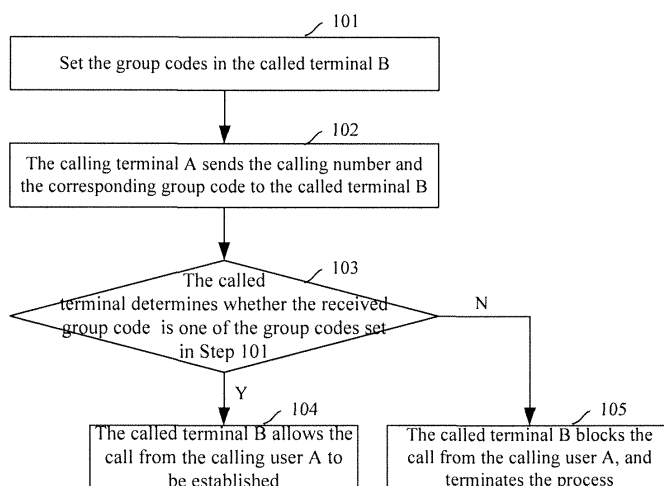 101
Set the group codes in the called terminal B
102
The calling terminal A sends the calling number and
the corresponding group code to the called terminal B
103
The called
terminal determines whether the received
group code is one of the group codes set
in Step 101
N
Y
104
The called terminal B allows the
call from the calling user A to
be established
105
The called terminal B blocks the
call from the calling user A, and
terminates the process